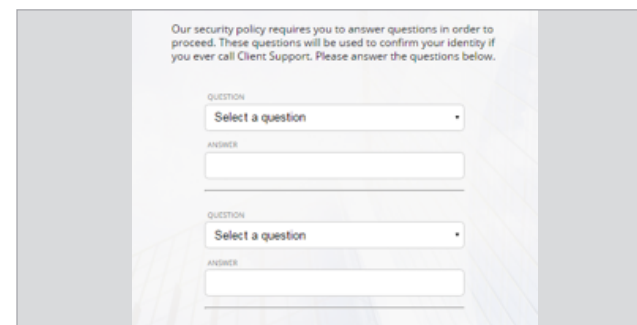 Our security policy requires you to answer questions in order to
proceed. These questions will be used to confirm your identity if
you ever call Client Support. Please answer the questions below.
QUESTION
Select a question
ANSWER
QUESTION
Select a question
ANSWER